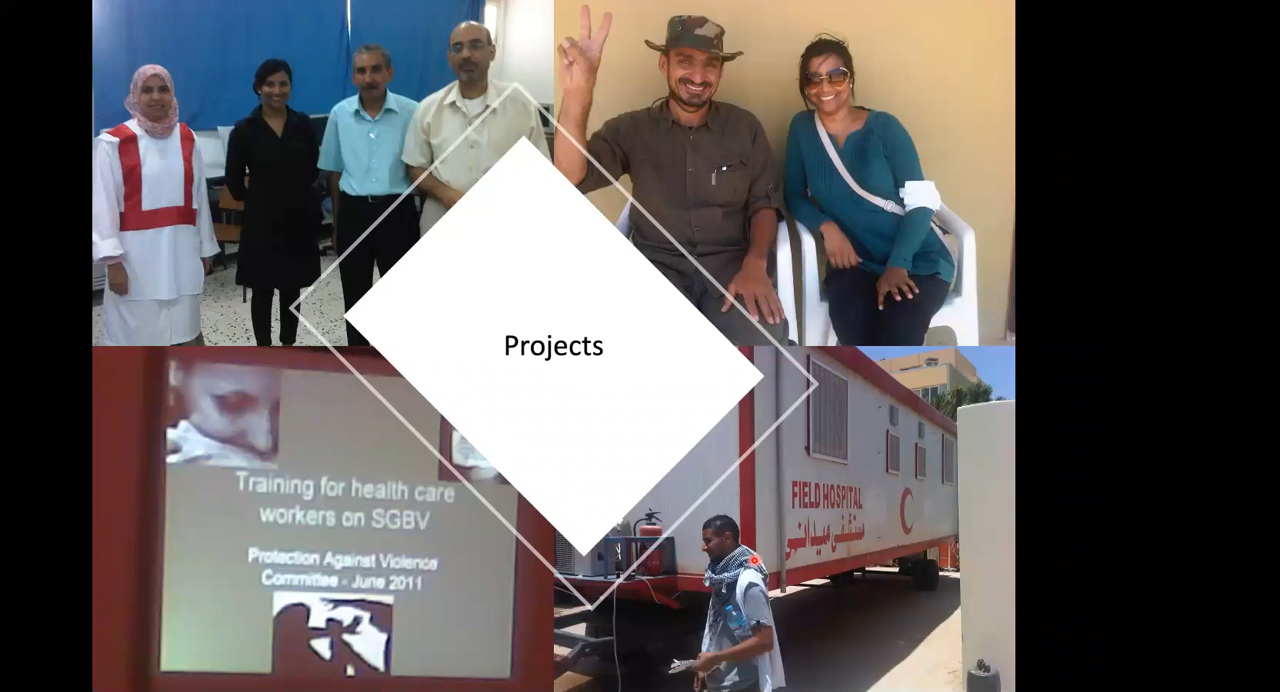 Projects
Training for health care
workers on SGBV
Protection Against Violence
Committee - June 2011
FIELD HOSPITAL
مستشفى ميداني